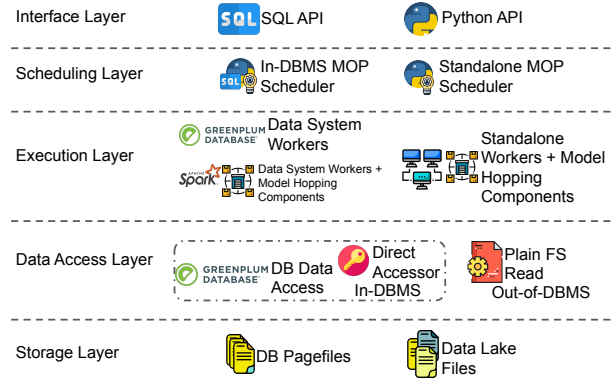 Interface Layer
SQL
SQL API
Python API
Scheduling Layer
SQL
In-DBMS MOP
Scheduler
Standalone MOP
Scheduler
Execution Layer
GREENPLUM
DATABASE
Data System
Workers
APACHE
Spark
Data System Workers +
Model Hopping
Components
Standalone
Workers + Model
Hopping
Components
Data Access Layer
GREENPLUM
DATABASE
DB Data
Access
Direct
Accessor
In-DBMS
Plain FS
Read
Out-of-DBMS
Storage Layer
DB Pagefiles
Data Lake
Files